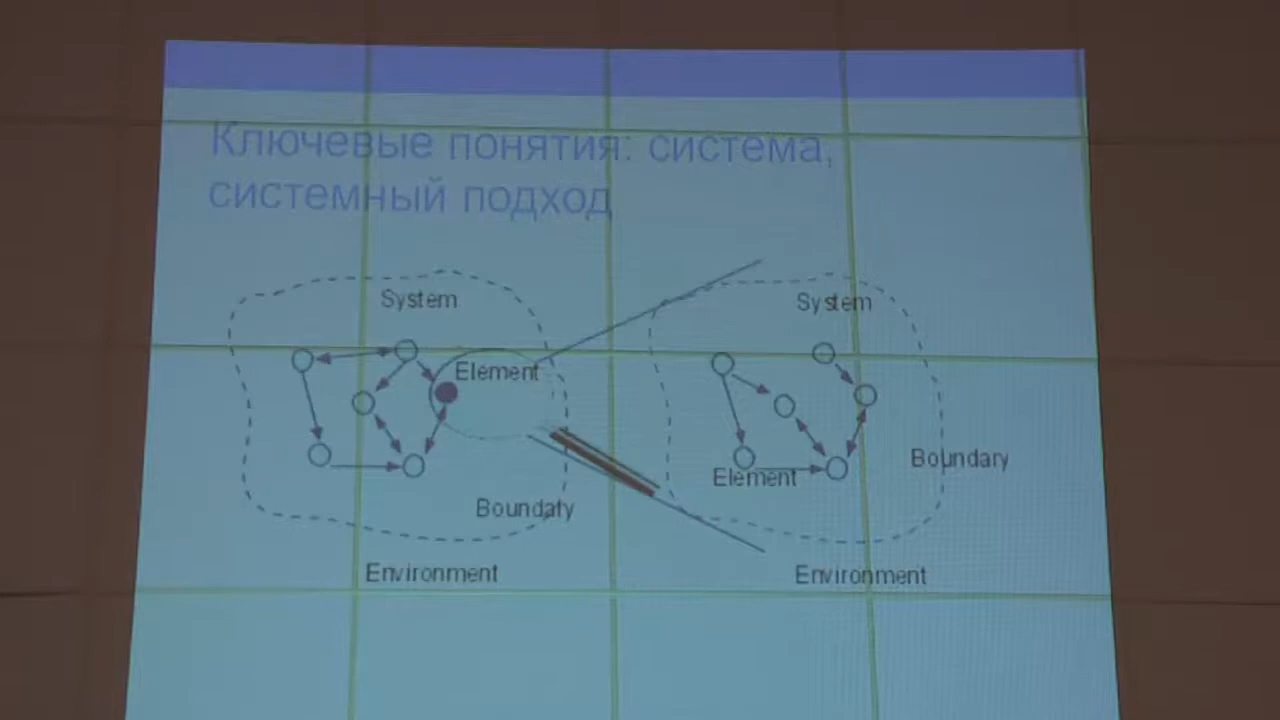 Ключевые понятия: система,
системный подход
System
System
Element
Element
Boundary
Boundary
Environment
Environment